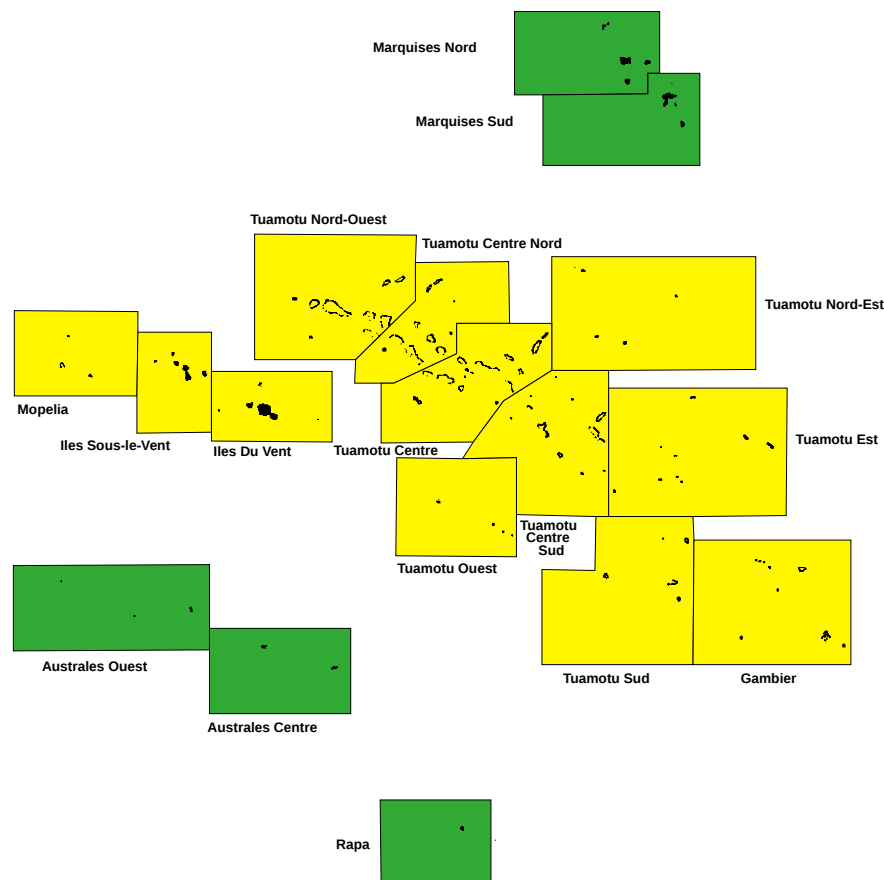 Marquises Nord
Marquises Sud
Tuamotu Nord-Ouest
Tuamotu Centre Nord
Tuamotu Nord-Est
Mopelia
Iles Sous-le-Vent
Iles Du Vent
Tuamotu Centre
Tuamotu Est
Tuamotu
Centre
Sud
Tuamotu Ouest
Australes Ouest
Tuamotu Sud
Gambier
Australes Centre
Rapa